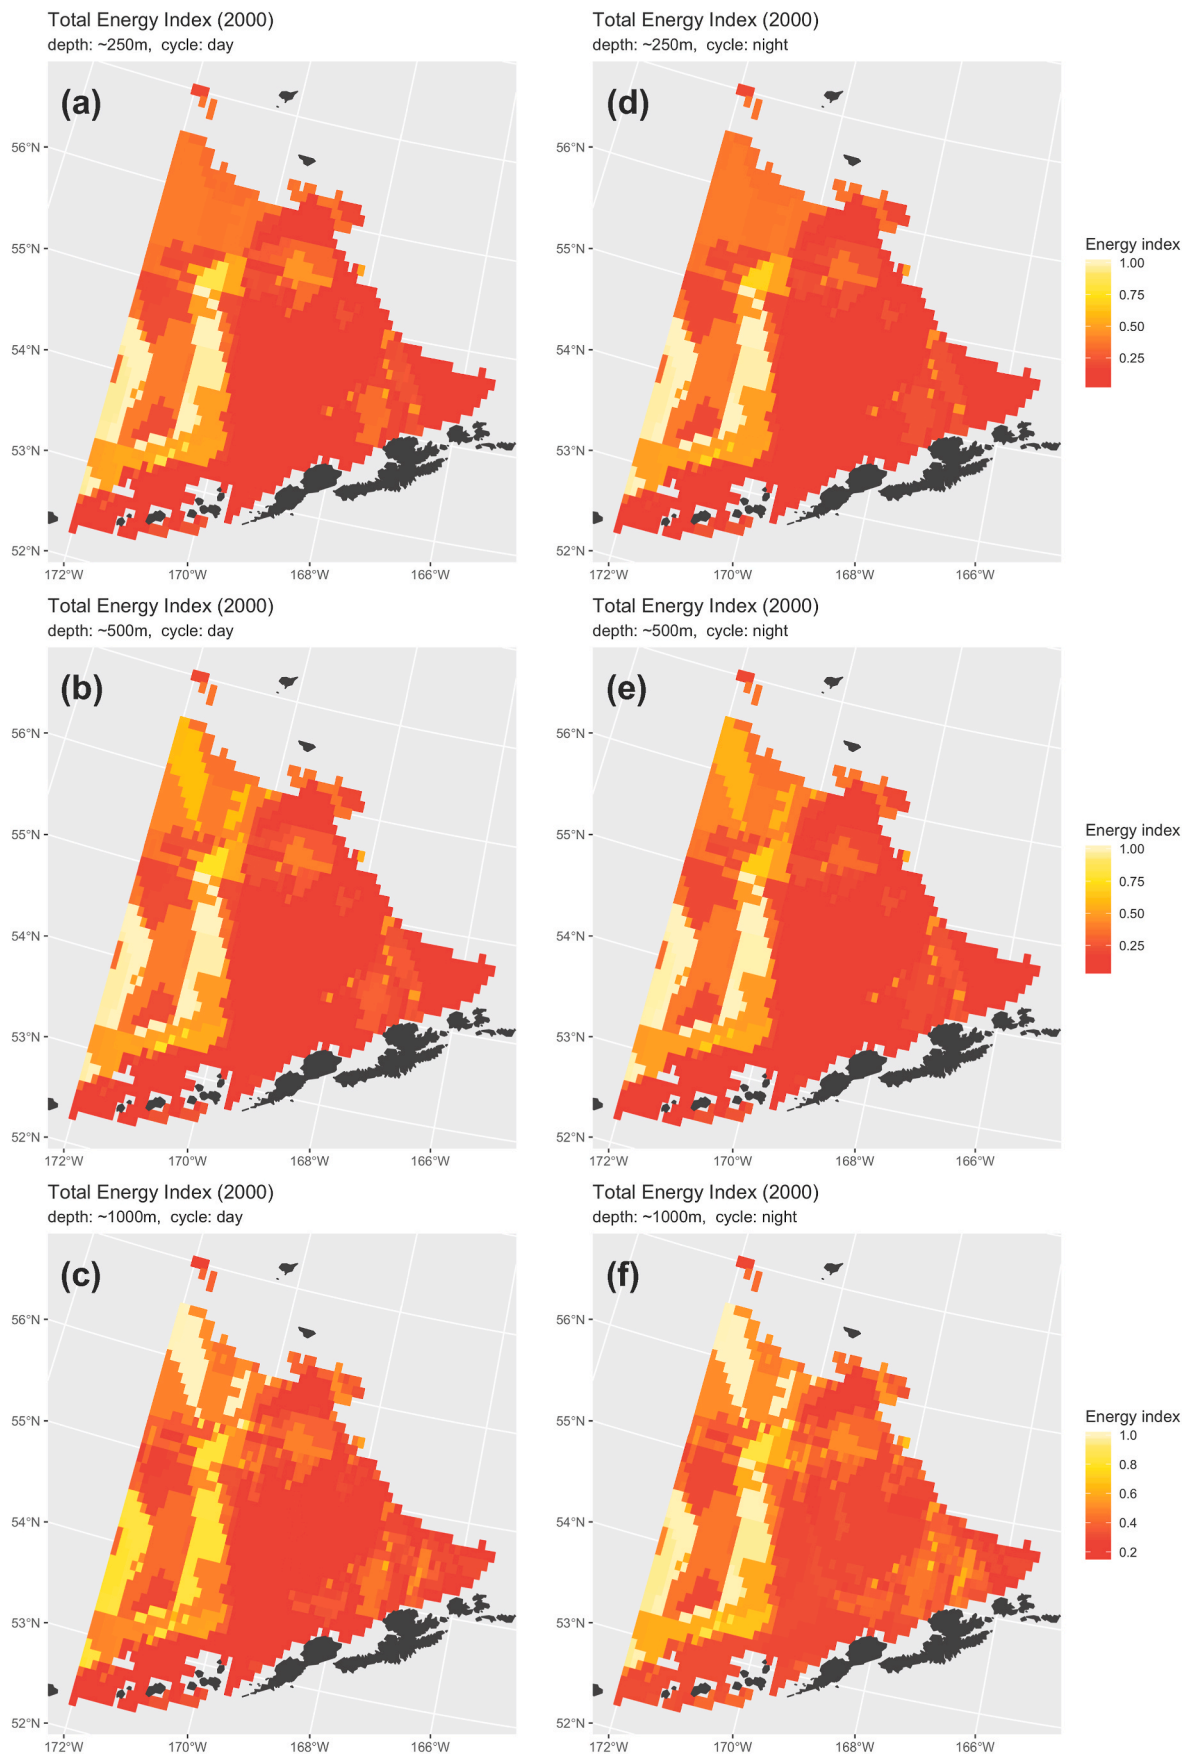 Total Energy Index (2000)
depth: ~250m, cycle: day
(a)
56°N
55°N
54°N
53°N
52°N
172°W 170°W 168°W 166°W
Total Energy Index (2000)
depth: ~250m, cycle: night
(d)
56°N
55°N
54°N
53°N
52°N
172°W 170°W 168°W 166°W
Energy index
1.00
0.75
0.50
0.25
Total Energy Index (2000)
depth: ~500m, cycle: day
(b)
56°N
55°N
54°N
53°N
52°N
172°W 170°W 168°W 166°W
Total Energy Index (2000)
depth: ~500m, cycle: night
(e)
56°N
55°N
54°N
53°N
52°N
172°W 170°W 168°W 166°W
Energy index
1.00
0.75
0.50
0.25
Total Energy Index (2000)
depth: ~1000m, cycle: day
(c)
56°N
55°N
54°N
53°N
52°N
172°W 170°W 168°W 166°W
Total Energy Index (2000)
depth: ~1000m, cycle: night
(f)
56°N
55°N
54°N
53°N
52°N
172°W 170°W 168°W 166°W
Energy index
1.0
0.8
0.6
0.4
0.2